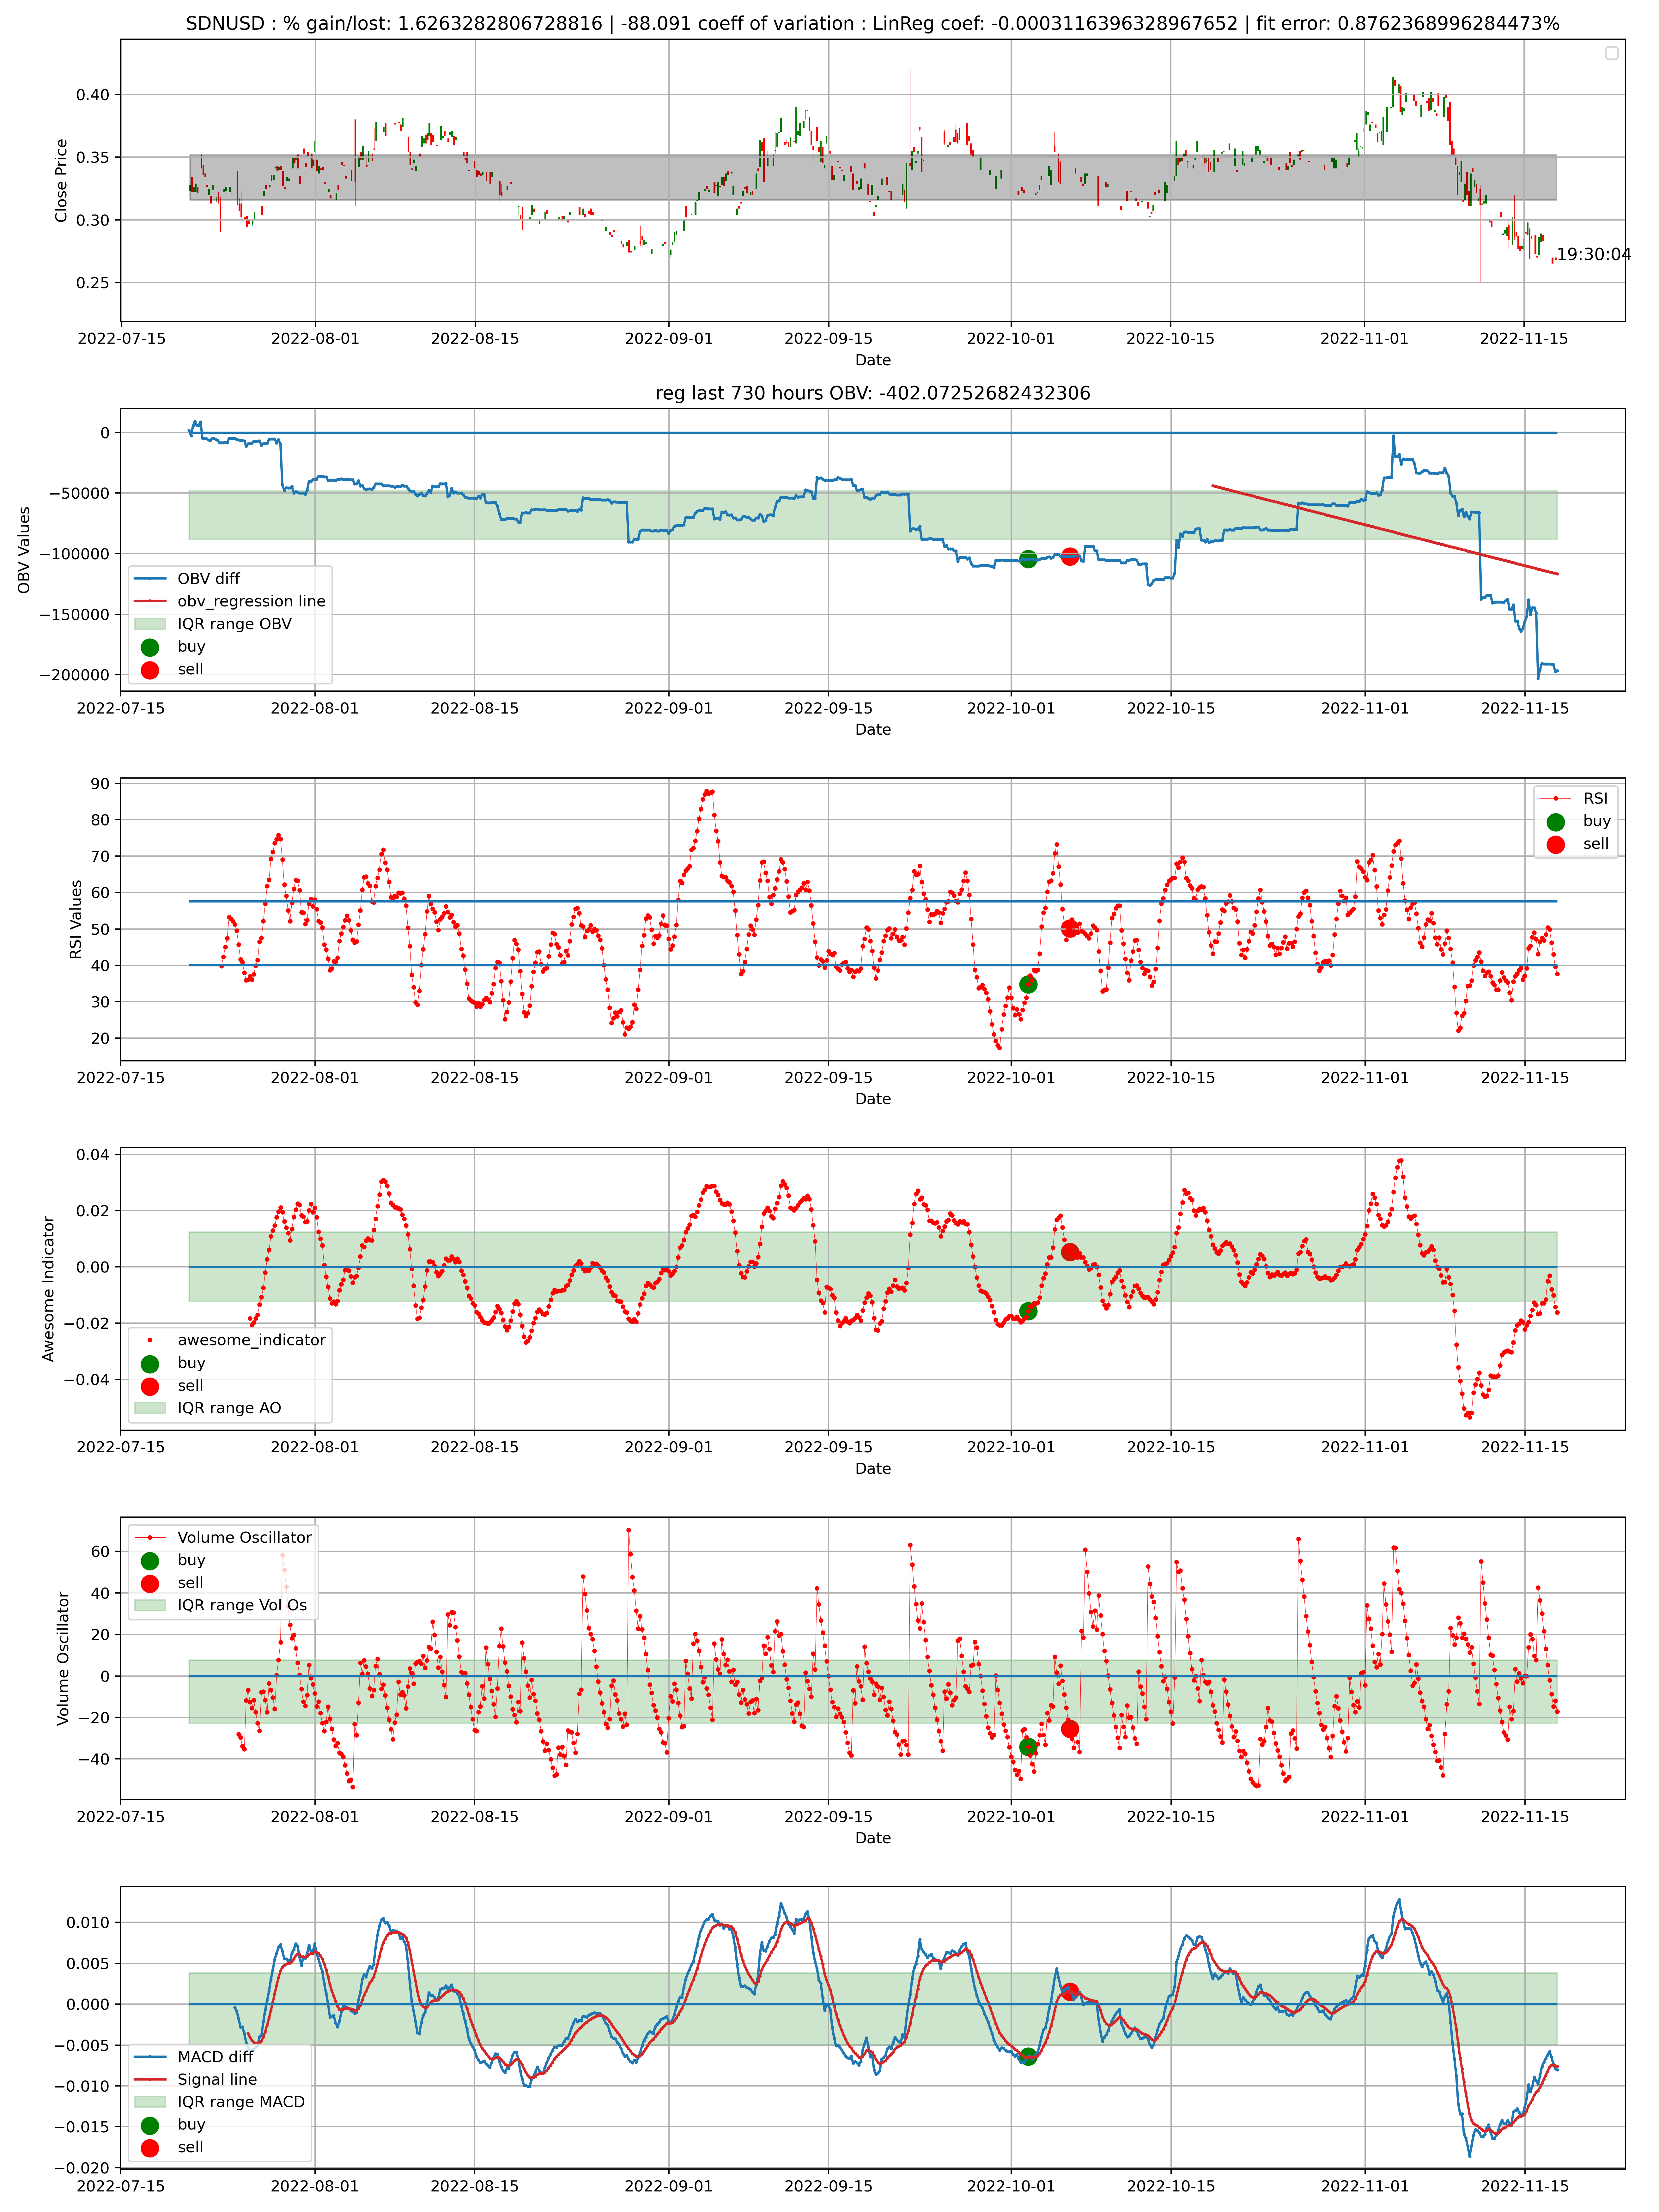 SDNUSD : % gain/lost: 1.6263282806728816 | -88.091 coeff of variation : LinReg coef: -0.0003116396328967652 | fit error: 0.8762368996284473%
0.40
0.35
0.30
0.25
Close Price
19:30:04
2022-07-15 2022-08-01 2022-08-15 2022-09-01 2022-09-15 2022-10-01 2022-10-15 2022-11-01 2022-11-15
Date
reg last 730 hours OBV: -402.07252682432306
0
−50000
−100000
−150000
−200000
OBV Values
OBV diff
obv_regression line
IQR range OBV
buy
sell
2022-07-15 2022-08-01 2022-08-15 2022-09-01 2022-09-15 2022-10-01 2022-10-15 2022-11-01 2022-11-15
Date
90
80
70
60
50
40
30
20
RSI Values
RSI
buy
sell
2022-07-15 2022-08-01 2022-08-15 2022-09-01 2022-09-15 2022-10-01 2022-10-15 2022-11-01 2022-11-15
Date
0.04
0.02
0.00
−0.02
−0.04
Awesome Indicator
awesome_indicator
buy
sell
IQR range AO
2022-07-15 2022-08-01 2022-08-15 2022-09-01 2022-09-15 2022-10-01 2022-10-15 2022-11-01 2022-11-15
Date
60
40
20
0
−20
−40
Volume Oscillator
Volume Oscillator
buy
sell
IQR range Vol Os
2022-07-15 2022-08-01 2022-08-15 2022-09-01 2022-09-15 2022-10-01 2022-10-15 2022-11-01 2022-11-15
Date
0.010
0.005
0.000
−0.005
−0.010
−0.015
−0.020
MACD diff
Signal line
IQR range MACD
buy
sell
2022-07-15 2022-08-01 2022-08-15 2022-09-01 2022-09-15 2022-10-01 2022-10-15 2022-11-01 2022-11-15